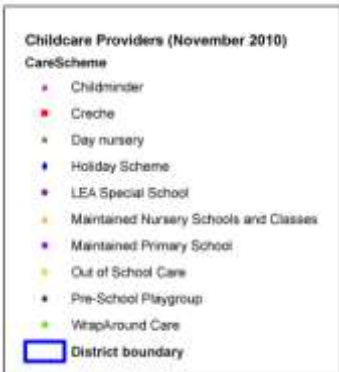 Childcare Providers (November 2010)
CareScheme
Childminder
Creche
Day nursery
Holiday Scheme
LEA Special School
Maintained Nursery Schools and Classes
Maintained Primary School
Out of School Care
Pre-School Playgroup
WrapAround Care
District boundary